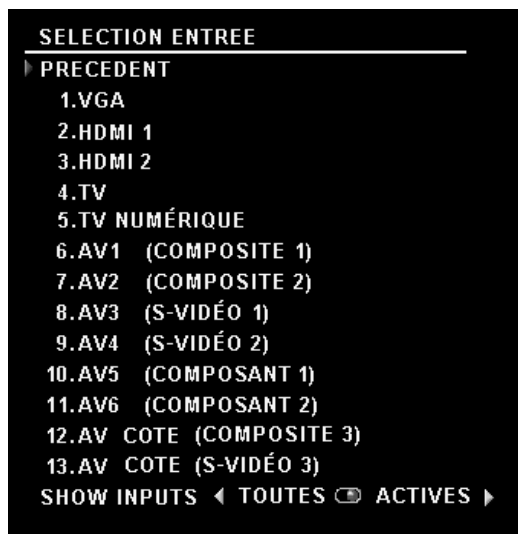 SELECTION ENTREE
PRECEDENT
1.VGA
2.HDMI 1
3.HDMI 2
4.TV
5.TV NUMÉRIQUE
6.AV1 (COMPOSITE 1)
7.AV2 (COMPOSITE 2)
8.AV3 (S-VIDÉO 1)
9.AV4 (S-VIDÉO 2)
10.AV5 (COMPOSANT 1)
11.AV6 (COMPOSANT 2)
12.AV COTE (COMPOSITE 3)
13.AV COTE (S-VIDÉO 3)
SHOW INPUTS TOUTES ACTIVES